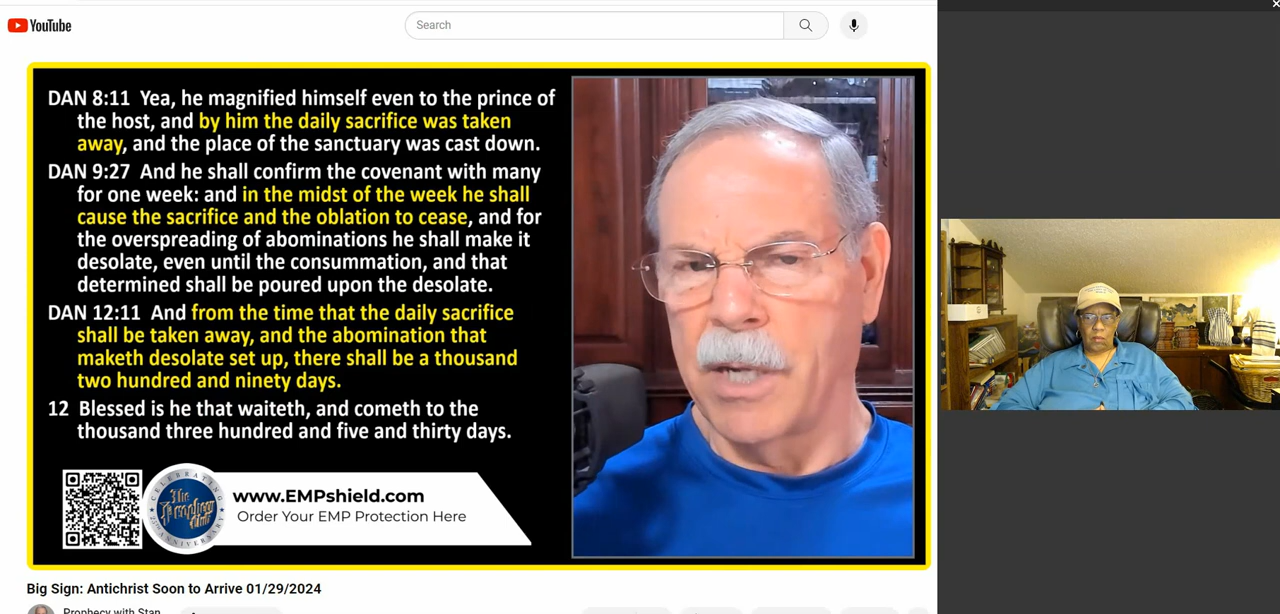 YouTube
Search
DAN 8:11 Yea, he magnified himself even to the prince of
the host, and by him the daily sacrifice was taken
away, and the place of the sanctuary was cast down.
DAN 9:27 And he shall confirm the covenant with many
for one week: and in the midst of the week he shall
cause the sacrifice and the oblation to cease, and for
the overspreading of abominations he shall make it
desolate, even until the consummation, and that
determined shall be poured upon the desolate.
DAN 12:11 And from the time that the daily sacrifice
shall be taken away, and the abomination that
maketh desolate set up, there shall be a thousand
two hundred and ninety days.
12 Blessed is he that waiteth, and cometh to the
thousand three hundred and five and thirty days.
CELEBRATING
The
Prophecy
Club
ANNIVERSARY
www.EMPshield.com
Order Your EMP Protection Here
Big Sign: Antichrist Soon to Arrive 01/29/2024
Prophecy with Stan